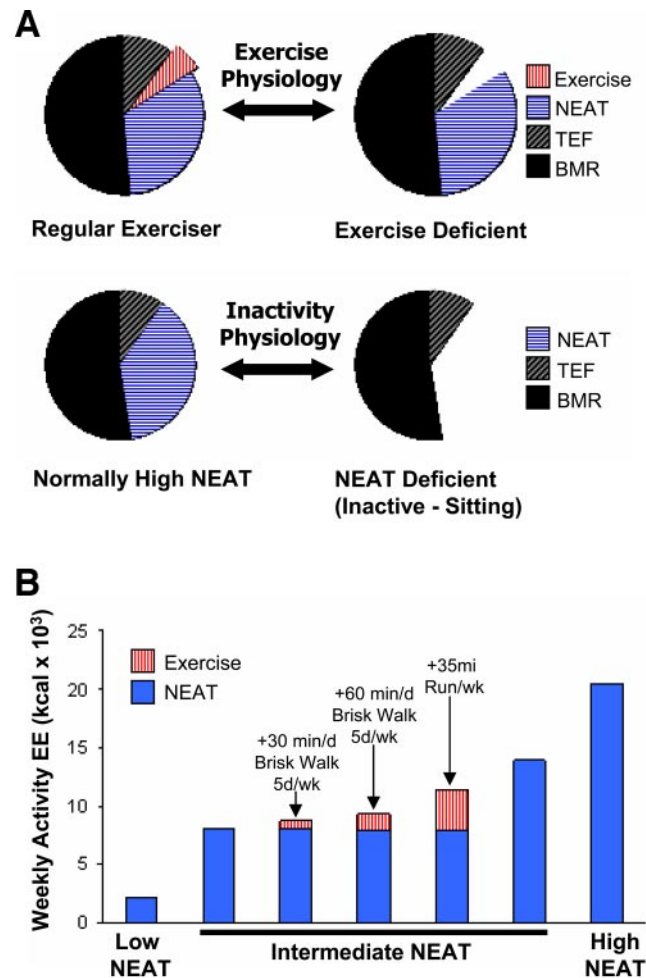 A
Exercise
Physiology
Exercise
NEAT
TEF
BMR
Regular Exerciser
Exercise Deficient
Inactivity
Physiology
NEAT
TEF
BMR
Normally High NEAT
NEAT Deficient
(Inactive - Sitting)
B
Weekly Activity EE (kcal x 10³)
25
20
15
10
5
0
Exercise
NEAT
+30 min/d
Brisk Walk
5d/wk
+60 min/d
Brisk Walk
5d/wk
+35mi
Run/wk
Low
NEAT
Intermediate NEAT
High
NEAT